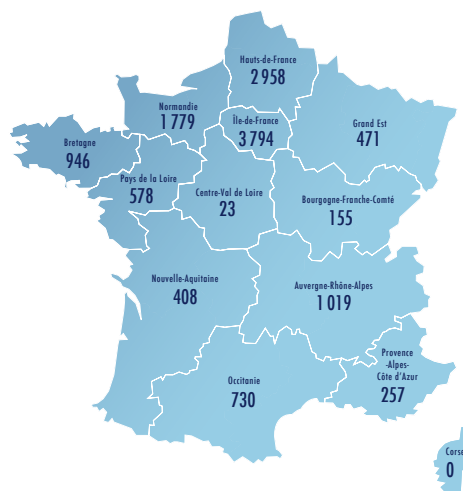 Hauts-de-France
2 958
Normandie
1 779
Île-de-France
3 794
Grand Est
471
Bretagne
946
Pays de la Loire
578
Centre-Val de Loire
23
Bourgogne-Franche-Comté
155
Nouvelle-Aquitaine
408
Auvergne-Rhône-Alpes
1 019
Provence
-Alpes-
Côte d'Azur
257
Occitanie
730
Corse
0